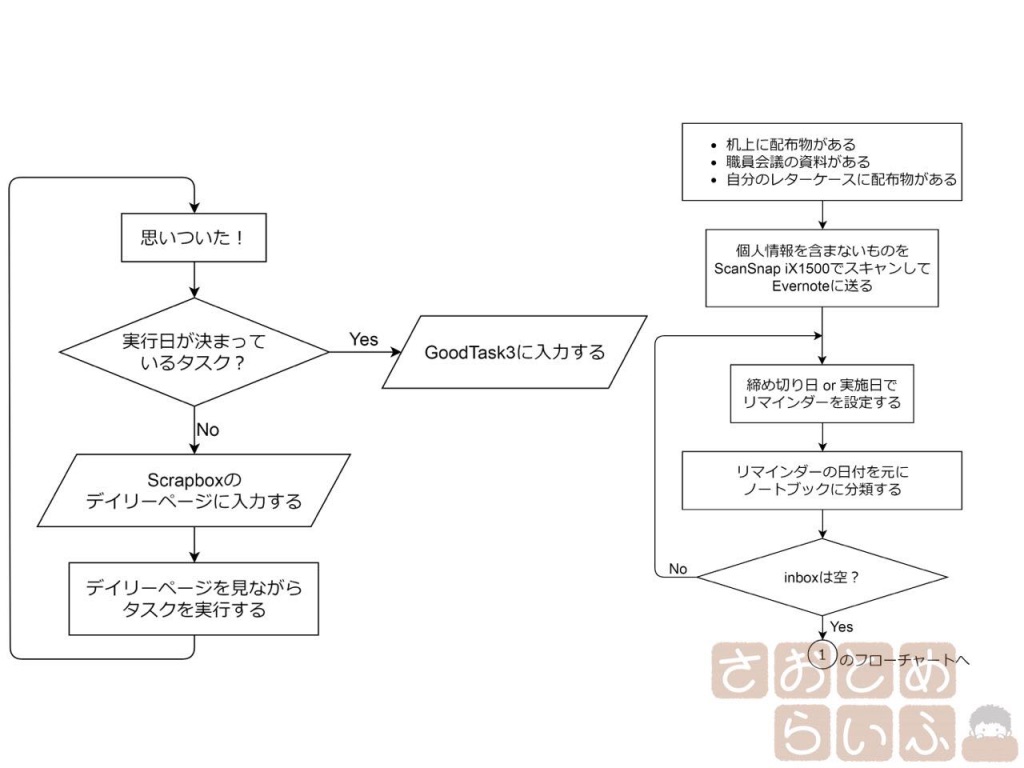 思いついた！
実行日が決まって
いるタスク？
Yes
GoodTask3に入力する
No
Scrapboxの
デイリーページに入力する
デイリーページを見ながら
タスクを実行する
• 机上に配布物がある
• 職員会議の資料がある
• 自分のレターケースに配布物がある
個人情報を含まないものを
ScanSnap iX1500でスキャンして
Evernoteに送る
締め切り日 or 実施日で
リマインダーを設定する
リマインダーの日付を元に
ノートブックに分類する
No
inboxは空？
Yes
1 のフローチャートへ
さおとめ
らいふ